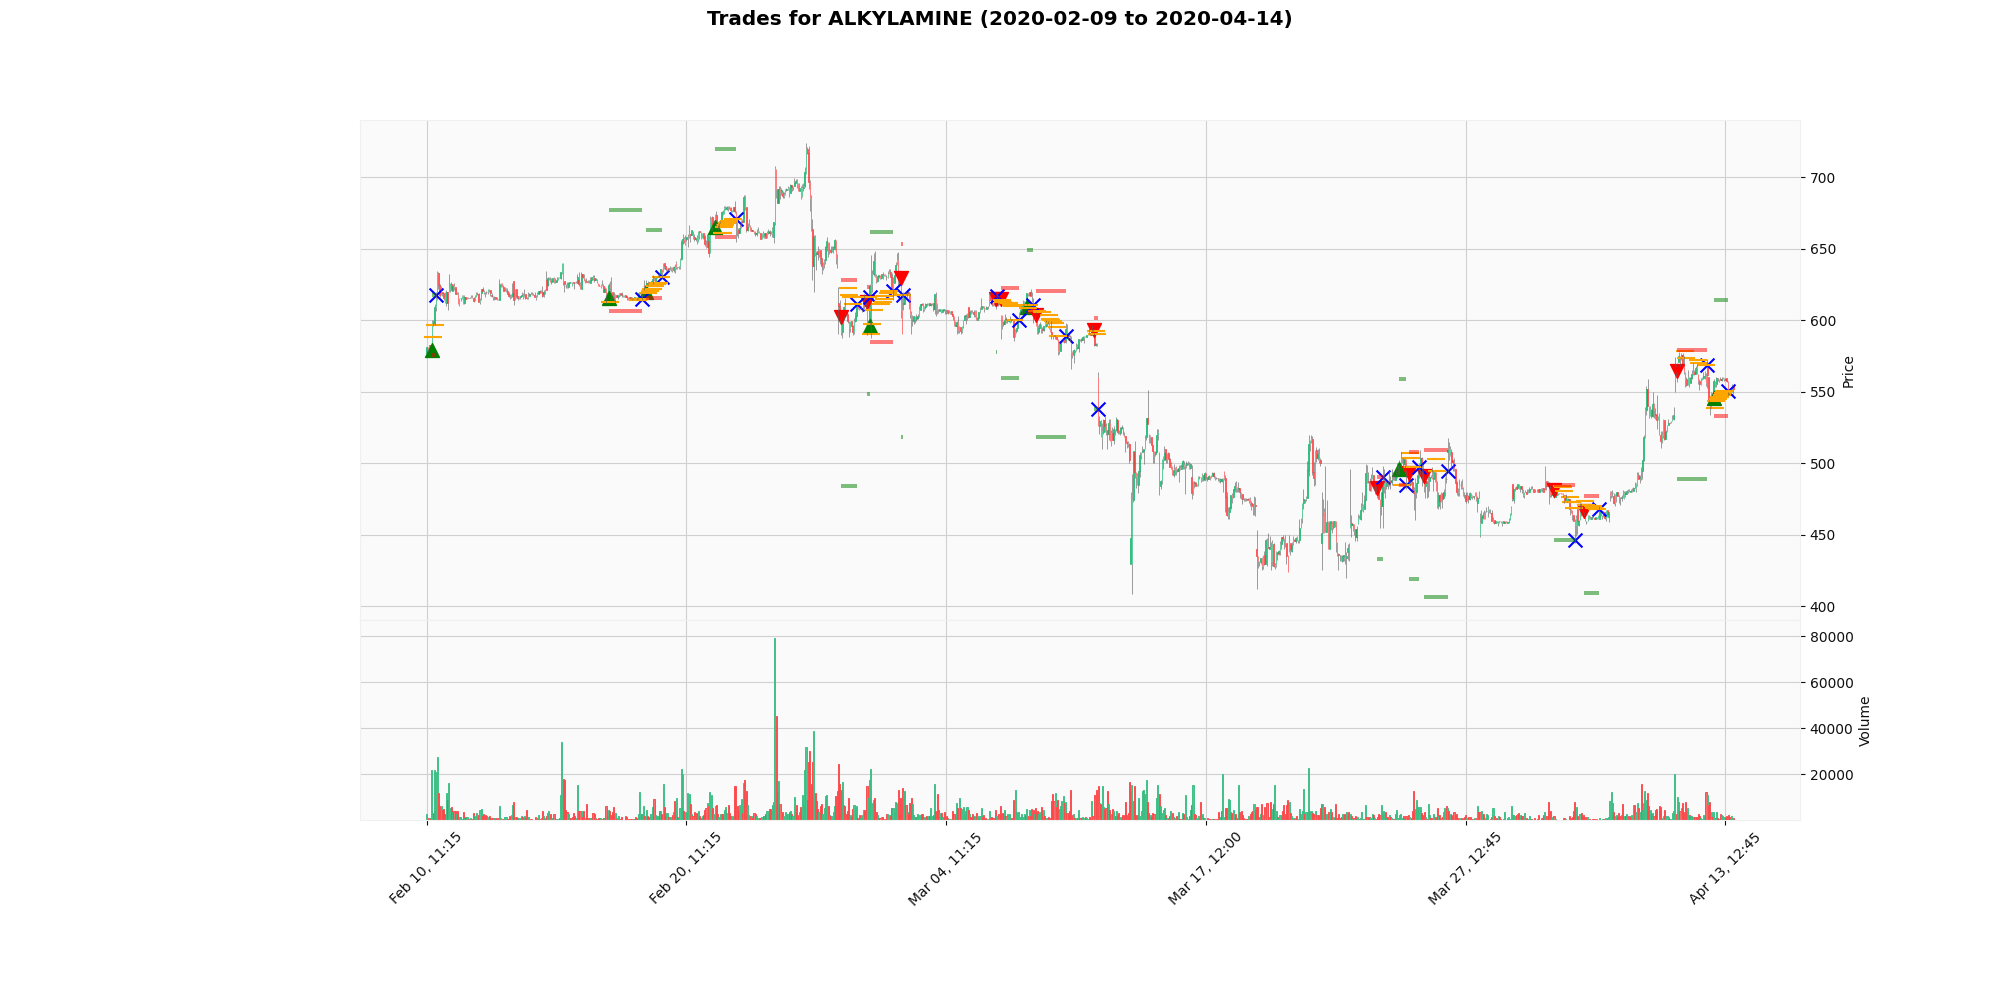 Trades for ALKYLAMINE (2020-02-09 to 2020-04-14)
700
650
600
550
500
450
400
Price
80000
60000
40000
20000
Volume
Feb 10, 11:15
Feb 20, 11:15
Mar 04, 11:15
Mar 17, 12:00
Mar 27, 12:45
Apr 13, 12:45